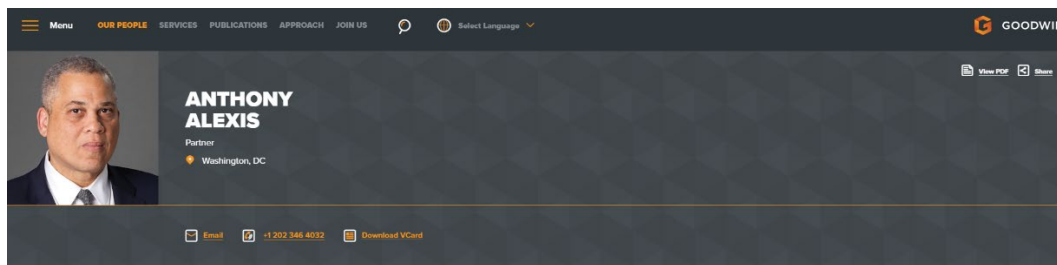 Menu OUR PEOPLE SERVICES PUBLICATIONS APPROACH JOIN US Select Language GOODWI
View PDF Share
ANTHONY
ALEXIS
Partner
Washington, DC
Email +1 202 346 4032 Download VCard